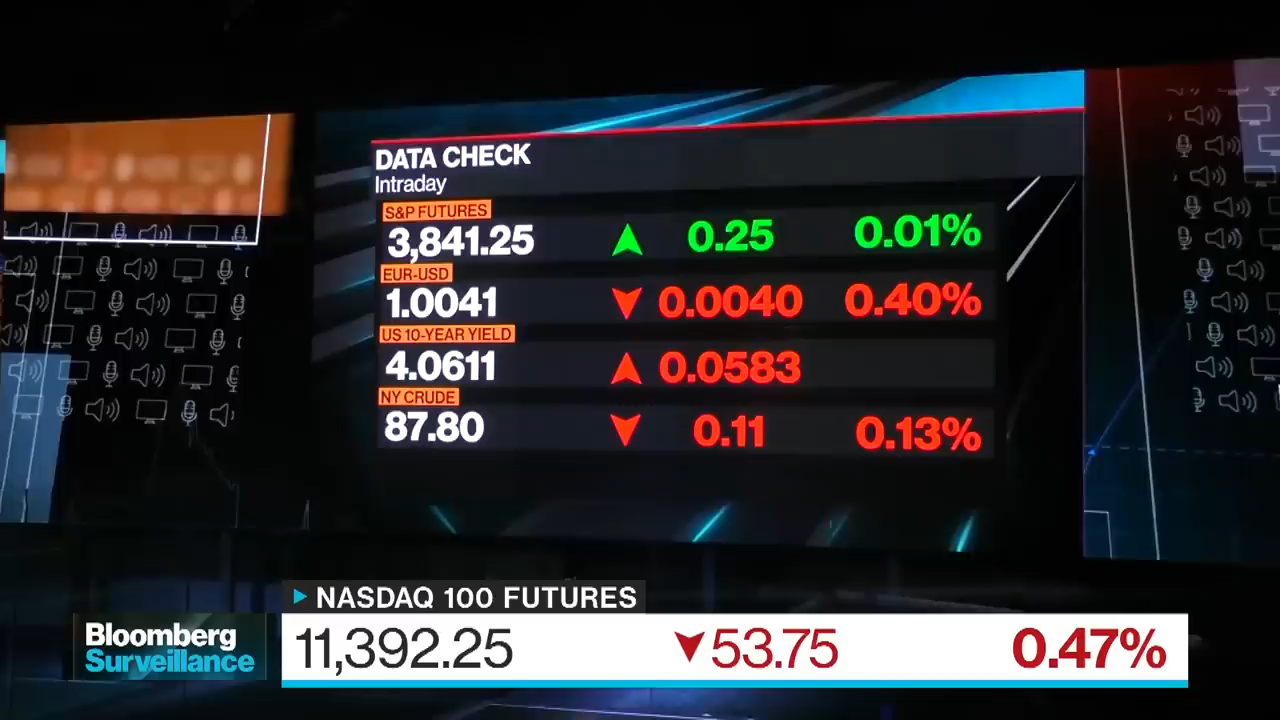 DATA CHECK
Intraday
S&P FUTURES
3,841.25 ▲ 0.25 0.01%
EUR-USD
1.0041 ▼ 0.0040 0.40%
US 10-YEAR YIELD
4.0611 ▲ 0.0583
NY CRUDE
87.80 ▼ 0.11 0.13%
NASDAQ 100 FUTURES
Bloomberg
Surveillance
11,392.25 ▼53.75 0.47%